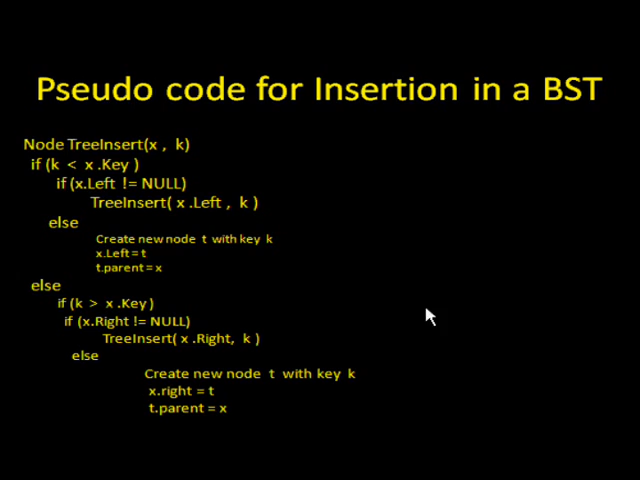 Pseudo code for Insertion in a BST
Node TreeInsert(x , k)
if (k < x .Key )
if (x.Left != NULL)
TreeInsert( x .Left , k )
else
Create new node t with key k
x.Left = t
t.parent = x
else
if (k > x .Key )
if (x.Right != NULL)
TreeInsert( x .Right, k )
else
Create new node t with key k
x.right = t
t.parent = x